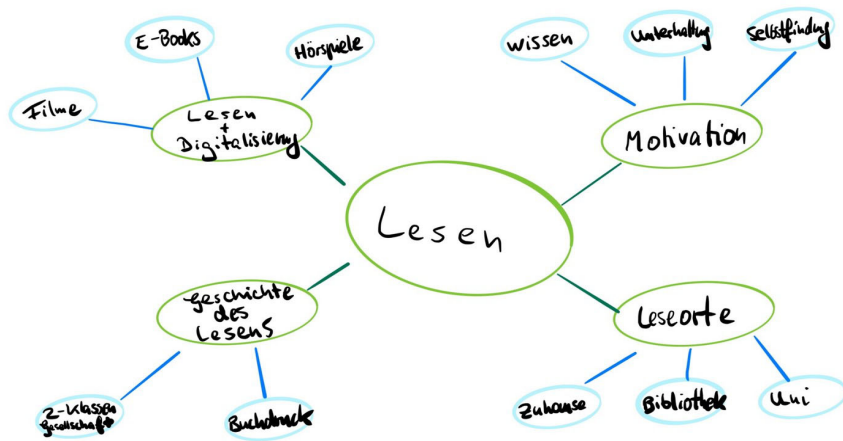 E-Books
Hörspiele
Filme
Lesen
+
Digitalisierung
Wissen
Unterhaltung
Selbstfindung
Motivation
Lesen
Geschichte
des
Lesens
2-Klassen
gesellschaft
Buchdruck
Leseorte
Zuhause
Bibliothek
Uni